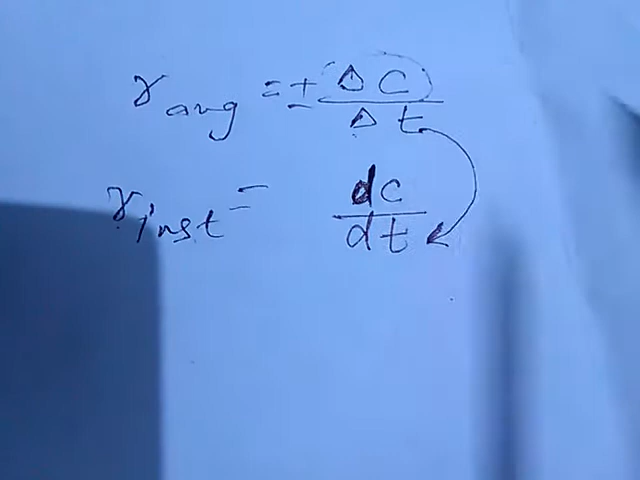 r avg = ± ΔC / Δt
r inst = dc / dt